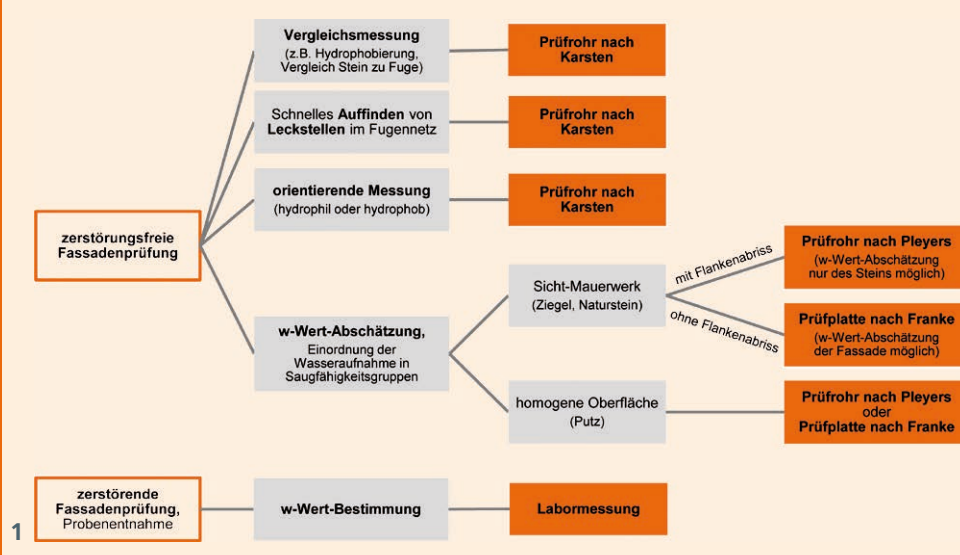 Vergleichsmessung
(z.B. Hydrophobierung,
Vergleich Stein zu Fuge)
Prüfrohr nach
Karsten
Schnelles Auffinden von
Leckstellen im Fugennetz
Prüfrohr nach
Karsten
orientierende Messung
(hydrophil oder hydrophob)
Prüfrohr nach
Karsten
zerstörungsfreie
Fassadenprüfung
w-Wert-Abschätzung,
Einordnung der
Wasseraufnahme in
Saugfähigkeitsgruppen
Sicht-Mauerwerk
(Ziegel, Naturstein)
mit Flankenabriss
Prüfrohr nach Pleyers
(w-Wert-Abschätzung
nur des Steins möglich)
ohne Flankenabriss
Prüfplatte nach Franke
(w-Wert-Abschätzung
der Fassade möglich)
homogene Oberfläche
(Putz)
Prüfrohr nach Pleyers
oder
Prüfplatte nach Franke
zerstörende
Fassadenprüfung,
Probenentnahme
w-Wert-Bestimmung
Labormessung
1